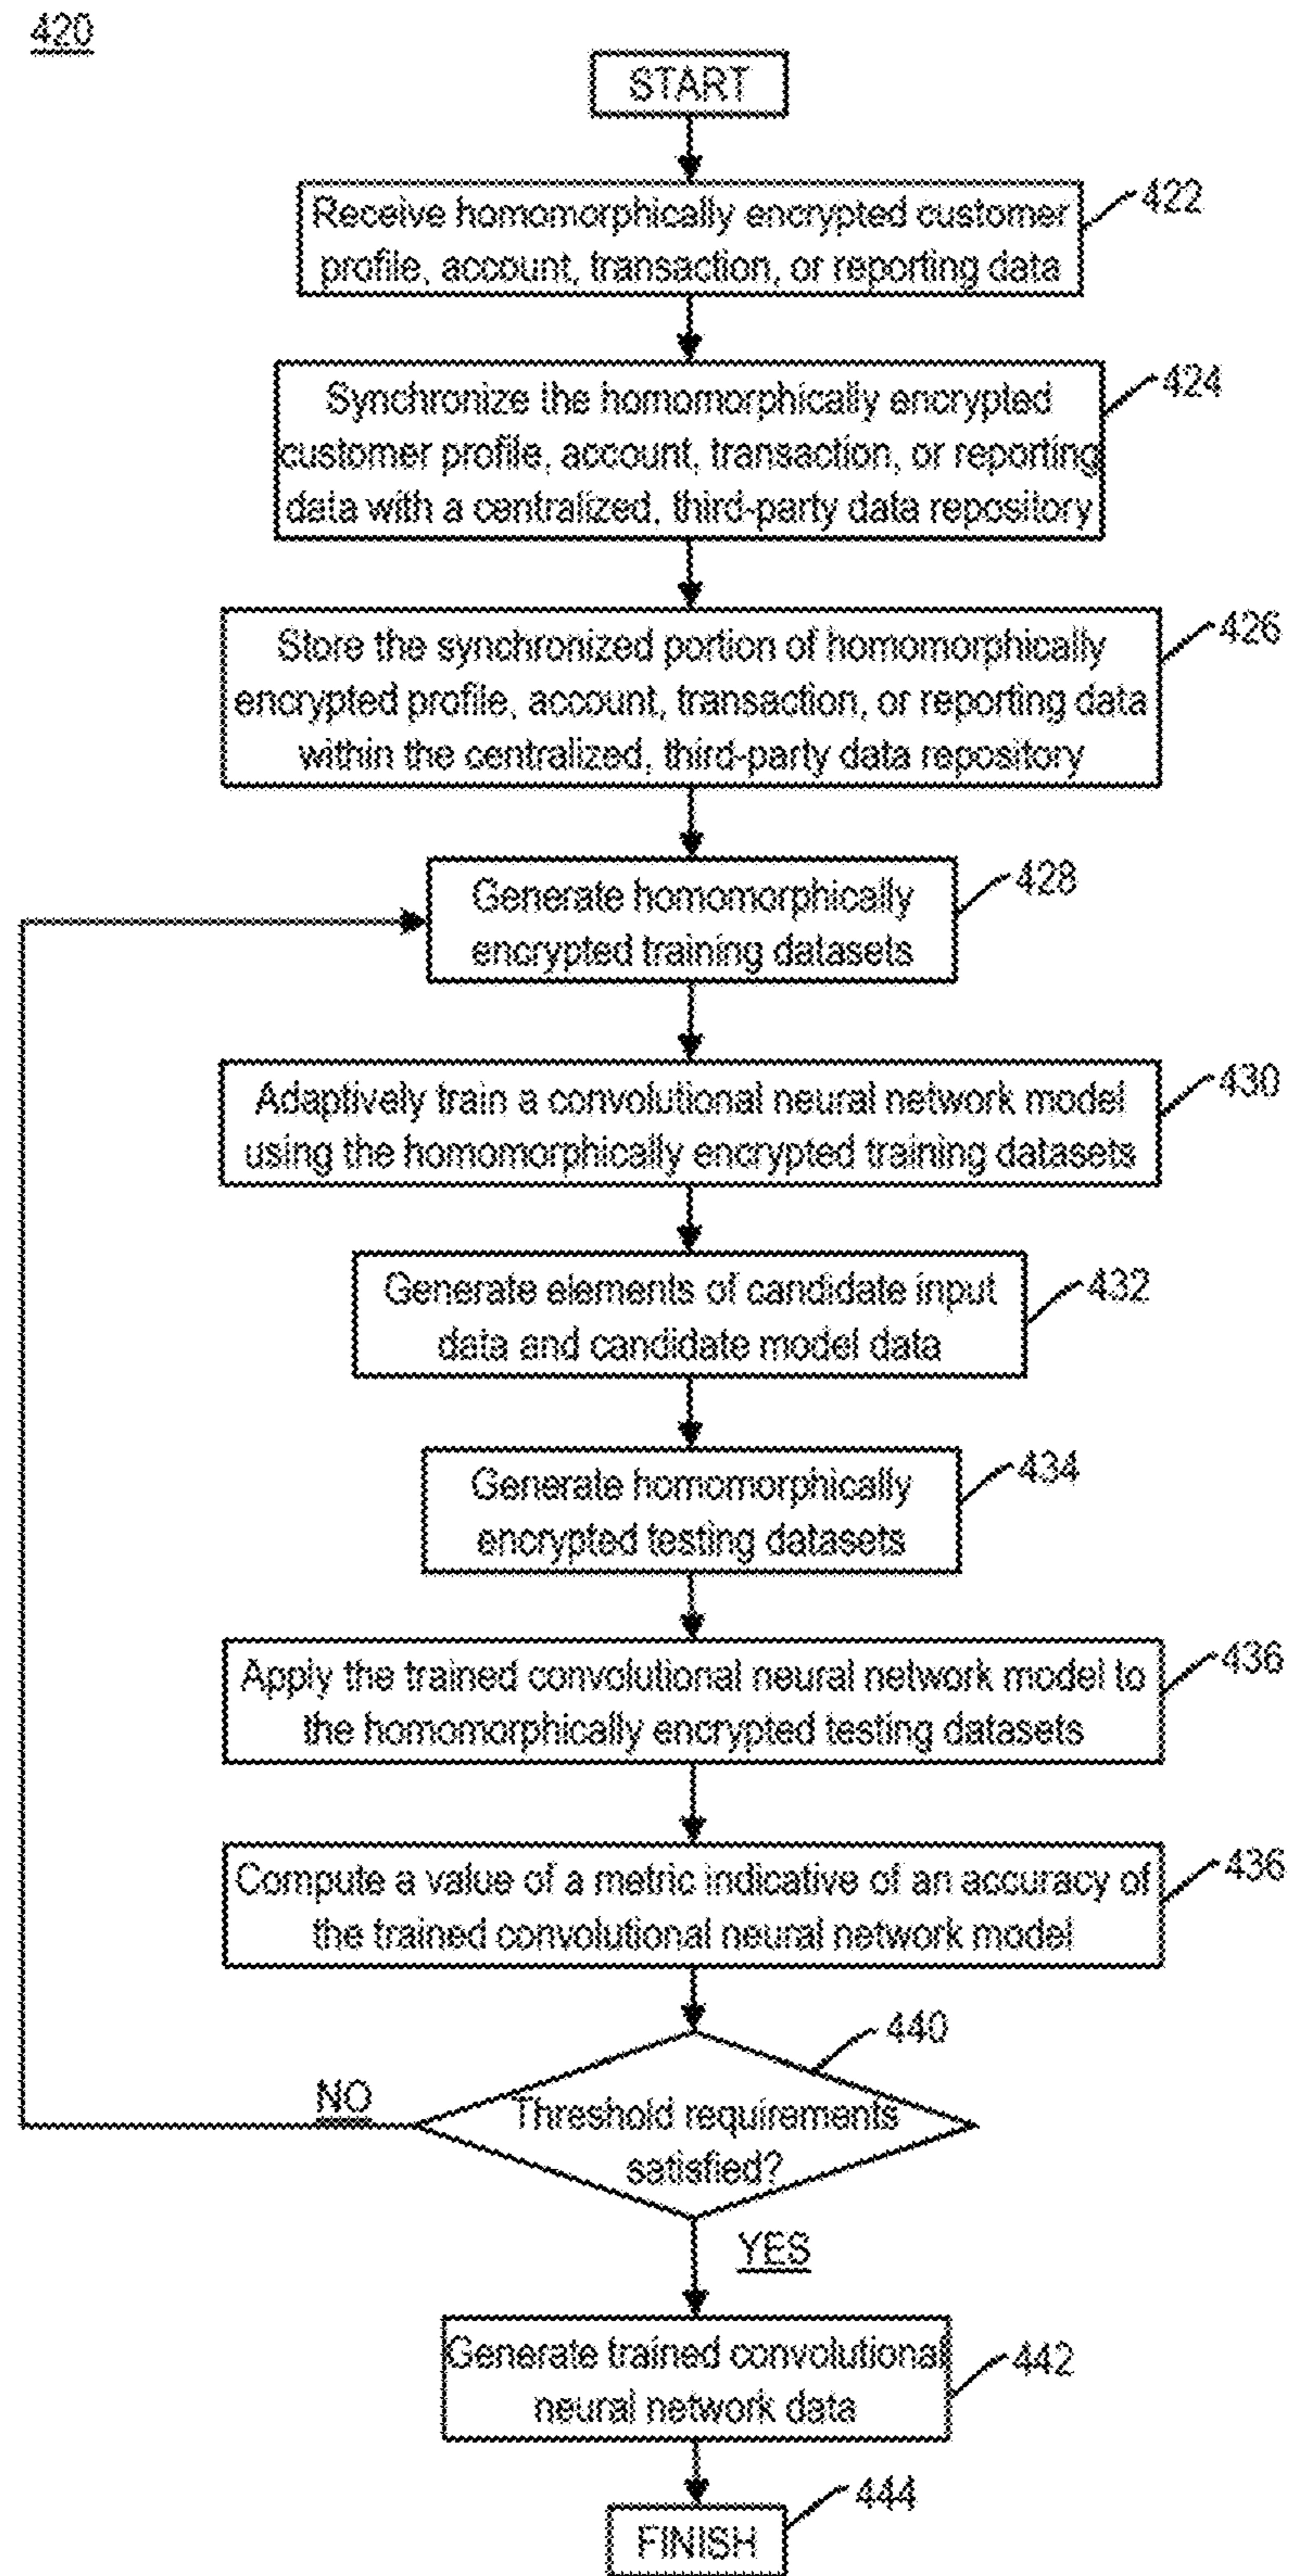 420
START
Receive homomorphically encrypted customer
profile, account, transaction, or reporting data
422
Synchronize the homomorphically encrypted
customer profile, account, transaction, or reporting
data with a centralized, third-party data repository
424
Store the synchronized portion of homomorphically
encrypted profile, account, transaction, or reporting data
within the centralized, third-party data repository
426
Generate homomorphically
encrypted training datasets
428
Adaptively train a convolutional neural network model
using the homomorphically encrypted training datasets
430
Generate elements of candidate input
data and candidate model data
432
Generate homomorphically
encrypted testing datasets
434
Apply the trained convolutional neural network model to
the homomorphically encrypted testing datasets
436
Compute a value of a metric indicative of an accuracy of
the trained convolutional neural network model
436
440
NO
Threshold requirements
satisfied?
YES
Generate trained convolutional
neural network data
442
FINISH
444